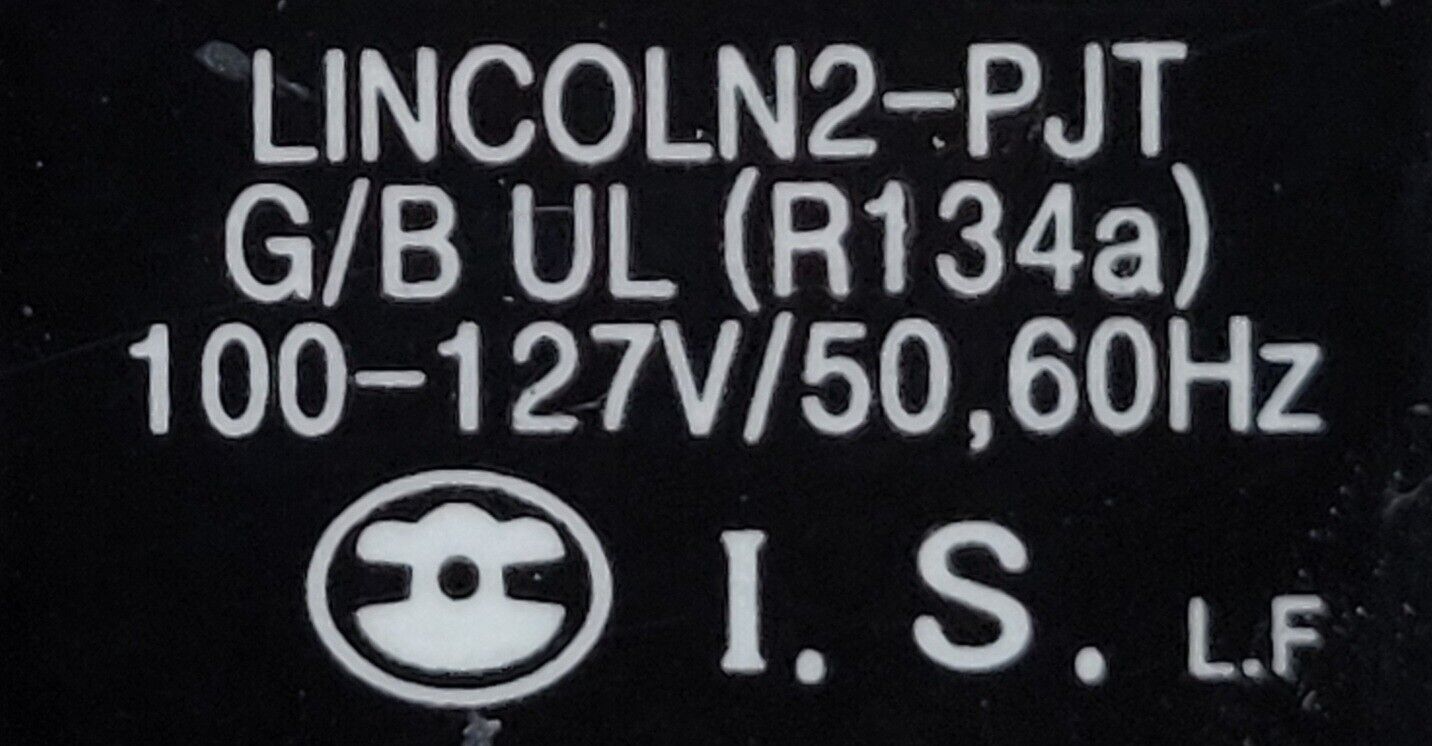 LINCOLN2-PJT
G/B UL (R134a)
100-127V/50,60Hz
I. S. L.F